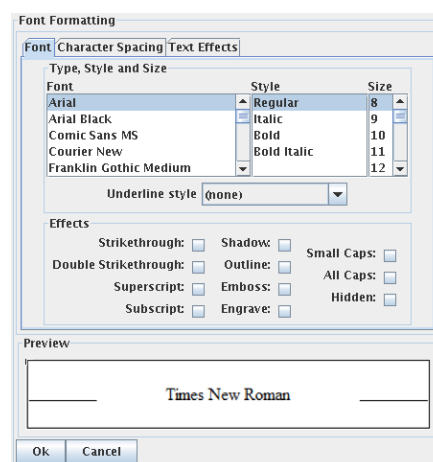 Font Formatting
Font Character Spacing Text Effects
Type, Style and Size
Font Style Size
Arial Regular 8
Arial Black Italic 9
Comic Sans MS Bold 10
Courier New Bold Italic 11
Franklin Gothic Medium 12
Underline style (none)
Effects
Strikethrough: Shadow: Small Caps:
Double Strikethrough: Outline: All Caps:
Superscript: Emboss: Hidden:
Subscript: Engrave:
Preview
Times New Roman
Ok Cancel